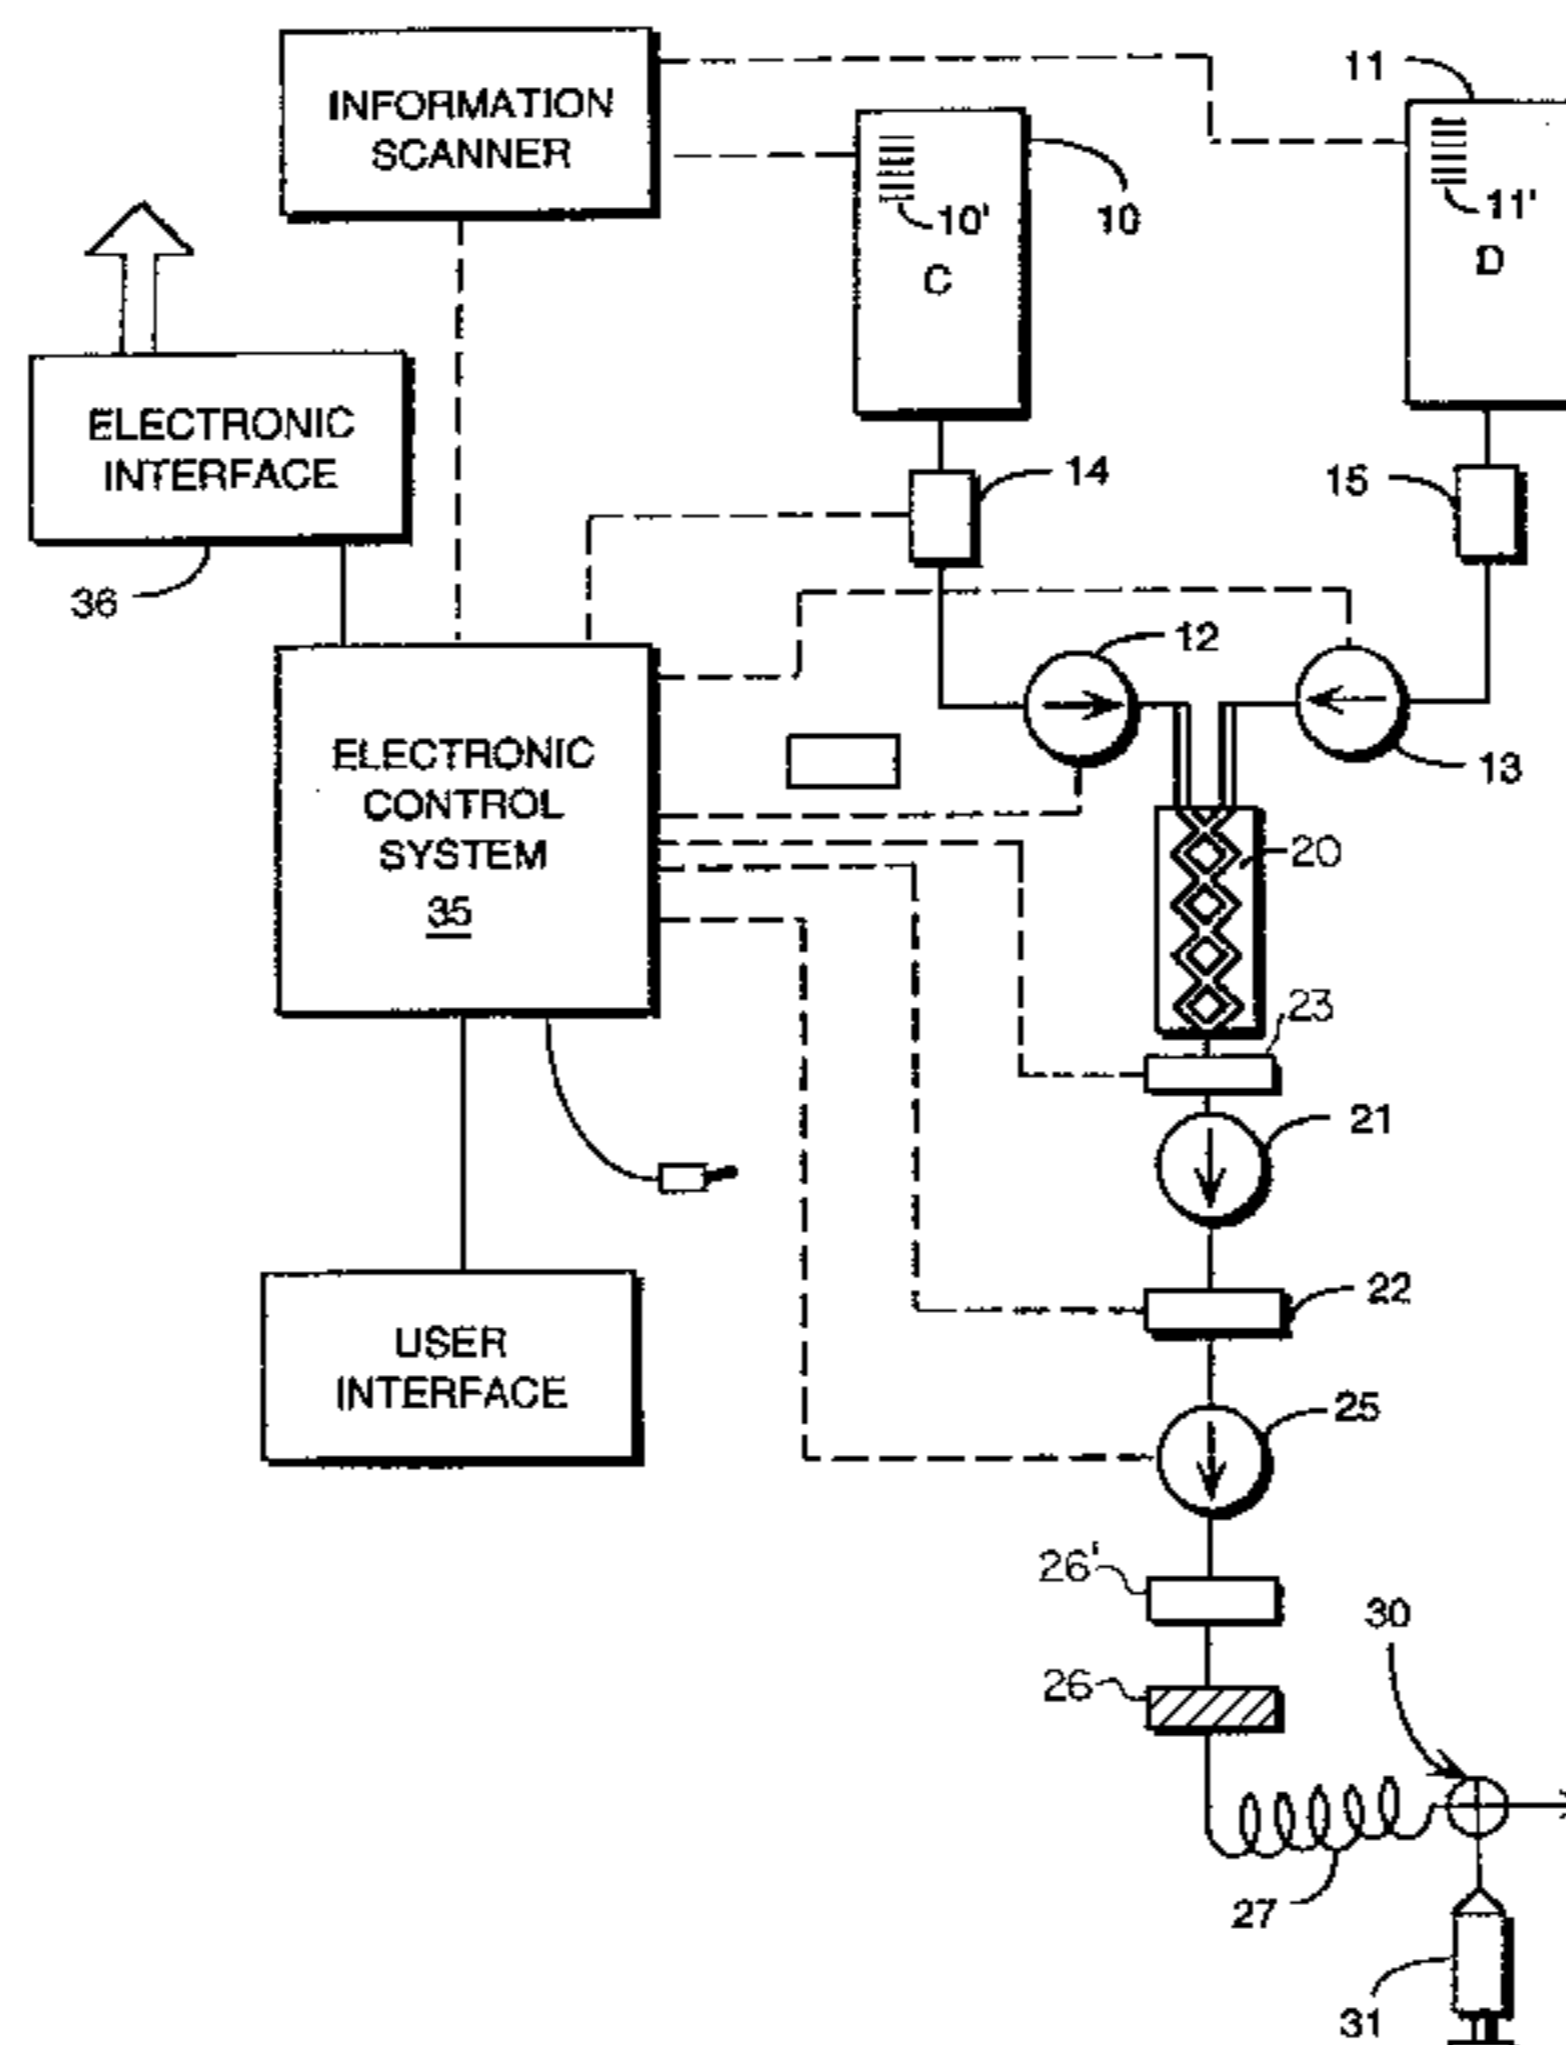 INFORMATION
SCANNER
11
10'
10
11'
C
D
ELECTRONIC
INTERFACE
14
15
36
12
13
ELECTRONIC
CONTROL
SYSTEM
35
20
23
21
22
USER
INTERFACE
25
26'
30
26
27
31